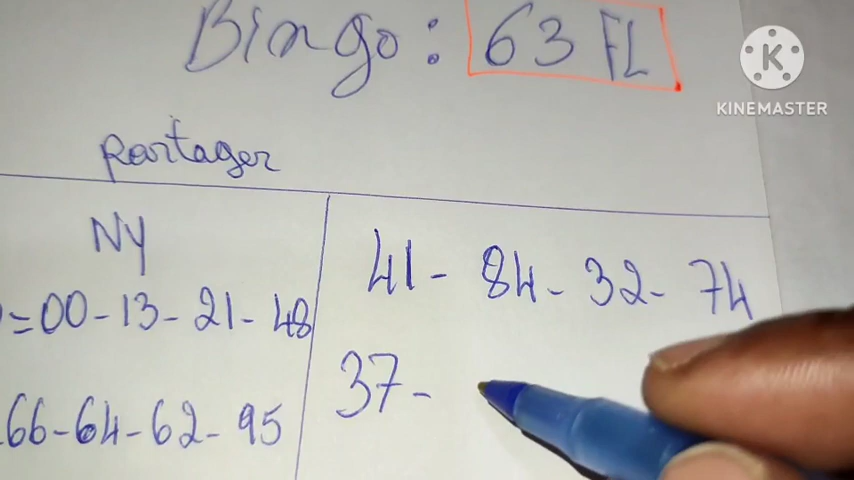 Bingo: 63 FL
K
KINEMASTER
Partager
NY
=00-13-21-48
66-64-62-95
41-84-32-74
37-